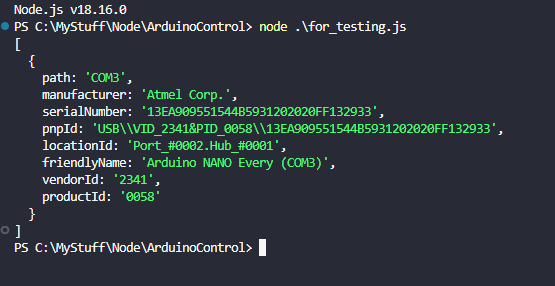 Node.js v18.16.0
PS C:\MyStuff\Node\ArduinoControl> node .\for_testing.js
[
  {
    path: 'COM3',
    manufacturer: 'Atmel Corp.',
    serialNumber: '13EA909551544B5931202020FF132933',
    pnpId: 'USB\\VID_2341&PID_0058\\13EA909551544B5931202020FF132933',
    locationId: 'Port_#0002.Hub_#0001',
    friendlyName: 'Arduino NANO Every (COM3)',
    vendorId: '2341',
    productId: '0058'
  }
]
PS C:\MyStuff\Node\ArduinoControl>